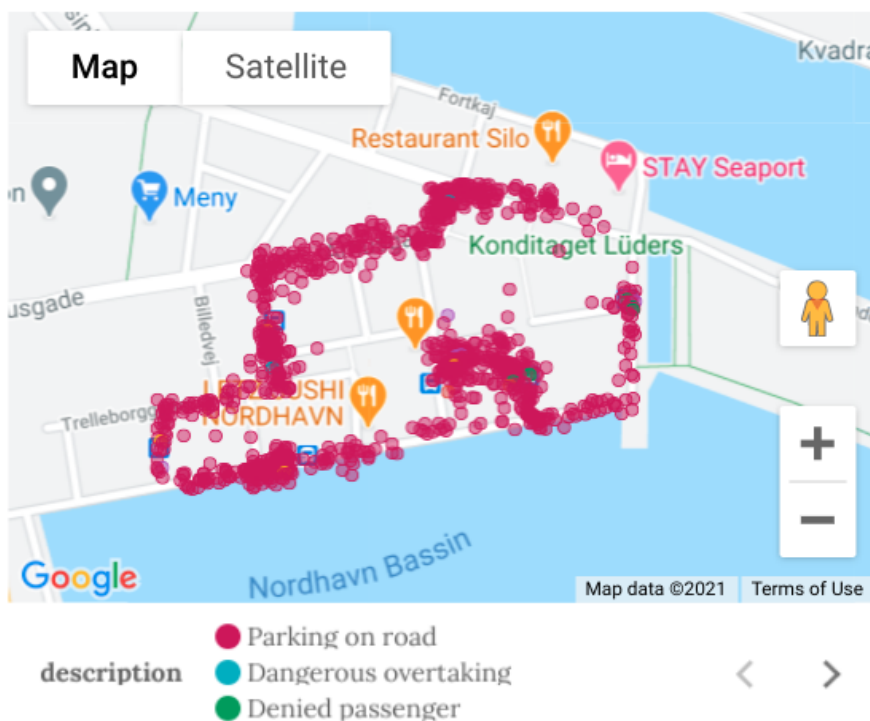 Kvadra
Map
Satellite
Fortkaj
Restaurant Silo
STAY Seaport
Meny
Konditaget Lüders
usgade
Billedvej
NORDHAVN
Google
Nordhavn Bassin
Map data ©2021
Terms of Use
description
Parking on road
Dangerous overtaking
Denied passenger